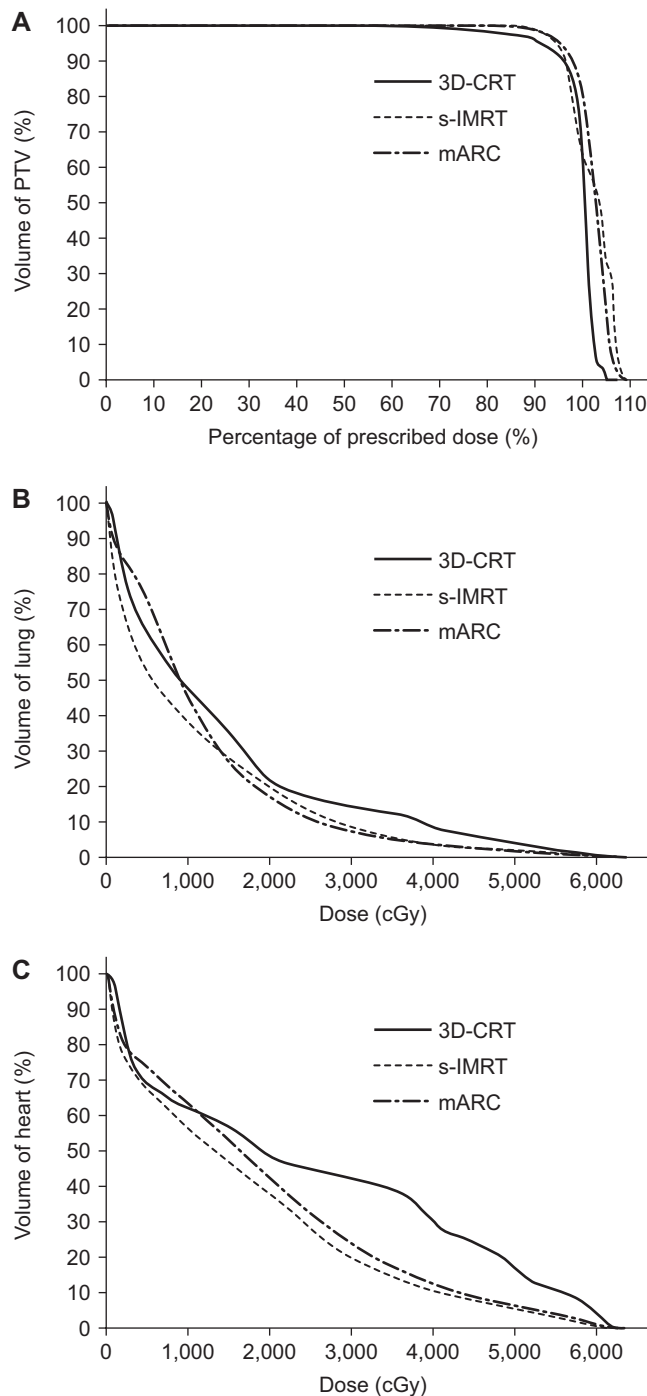 A
100
90
80
70
60
50
40
30
20
10
0
Volume of PTV (%)
3D-CRT
s-IMRT
mARC
0 10 20 30 40 50 60 70 80 90 100 110
Percentage of prescribed dose (%)
B
100
90
80
70
60
50
40
30
20
10
0
Volume of lung (%)
3D-CRT
s-IMRT
mARC
0 1,000 2,000 3,000 4,000 5,000 6,000
Dose (cGy)
C
100
90
80
70
60
50
40
30
20
10
0
Volume of heart (%)
3D-CRT
s-IMRT
mARC
0 1,000 2,000 3,000 4,000 5,000 6,000
Dose (cGy)